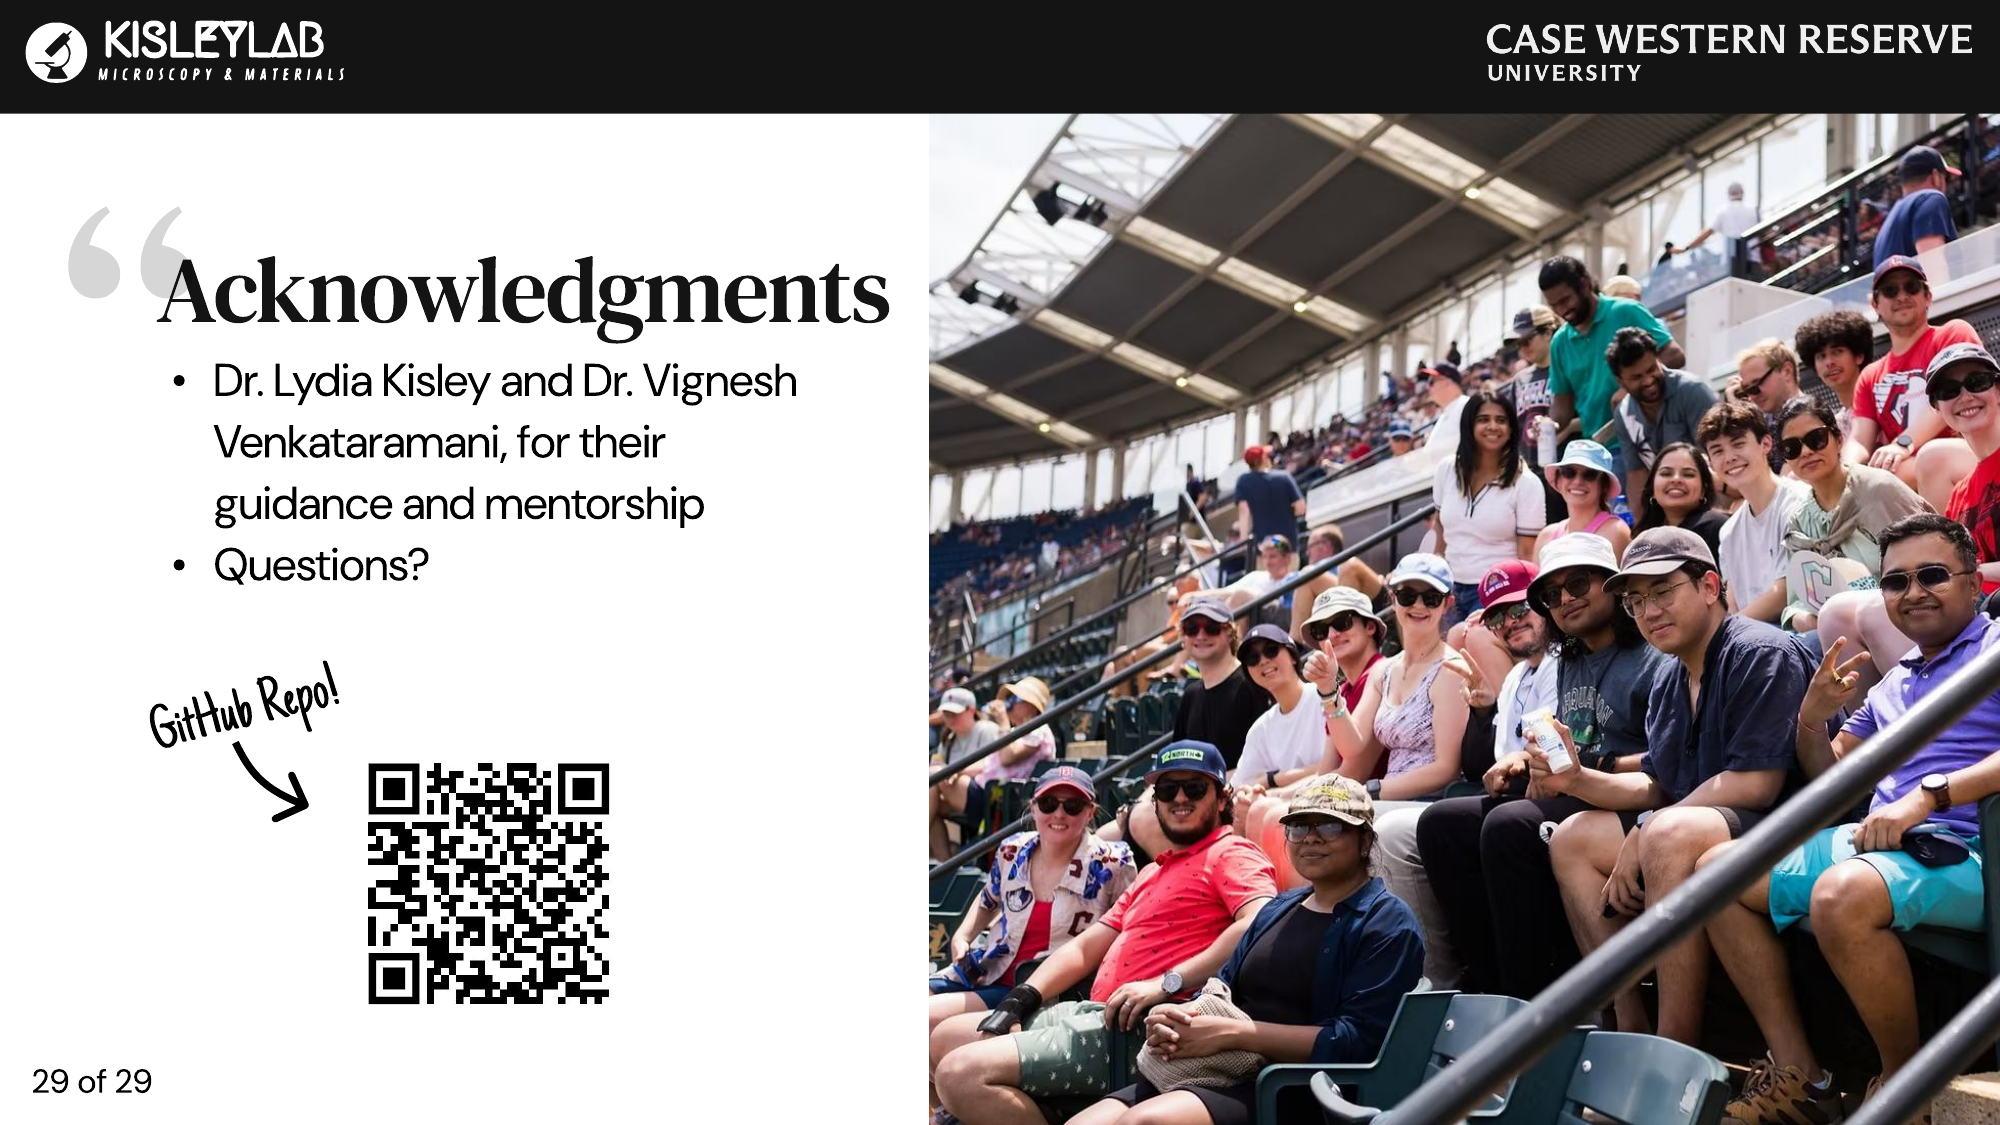 KISLEYLAB
MICROSCOPY & MATERIALS
CASE WESTERN RESERVE
UNIVERSITY
“
Acknowledgments
• Dr. Lydia Kisley and Dr. Vignesh
Venkataramani, for their
guidance and mentorship
• Questions?
GitHub Repo!
29 of 29